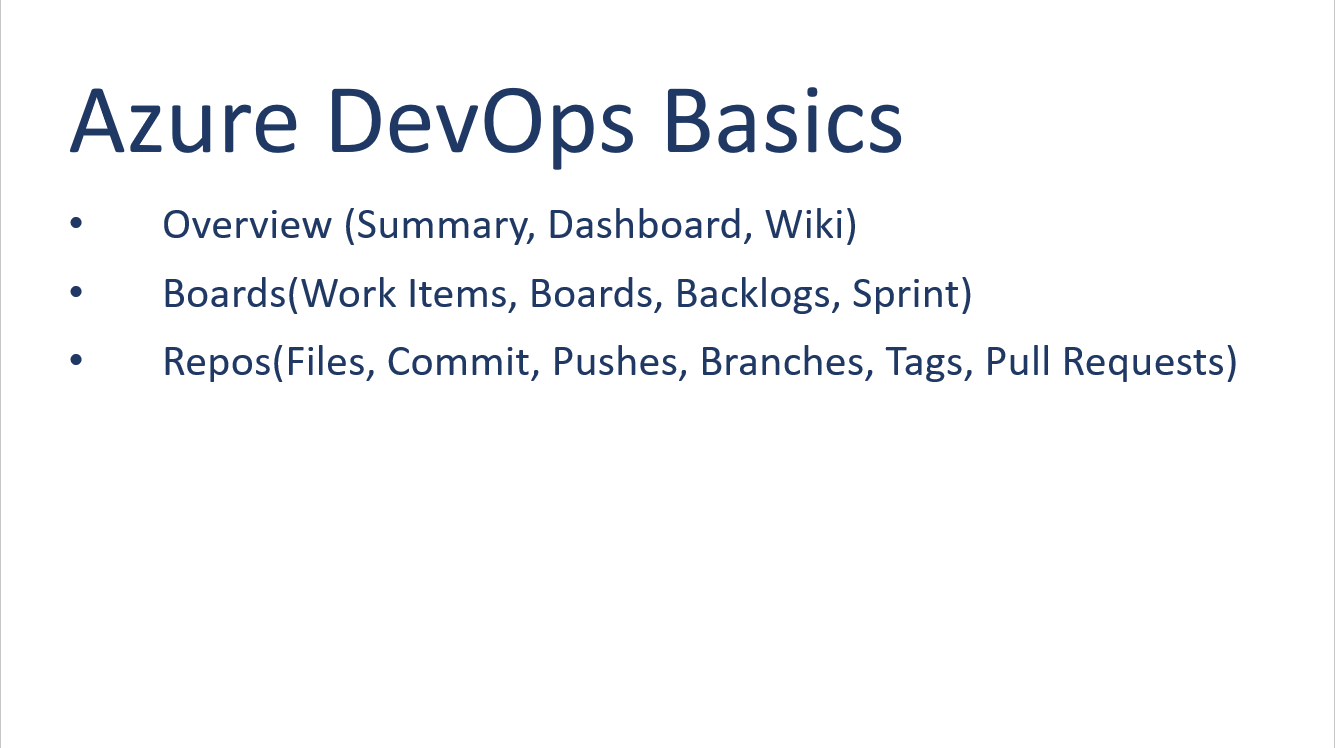 Azure DevOps Basics
• Overview (Summary, Dashboard, Wiki)
• Boards(Work Items, Boards, Backlogs, Sprint)
• Repos(Files, Commit, Pushes, Branches, Tags, Pull Requests)